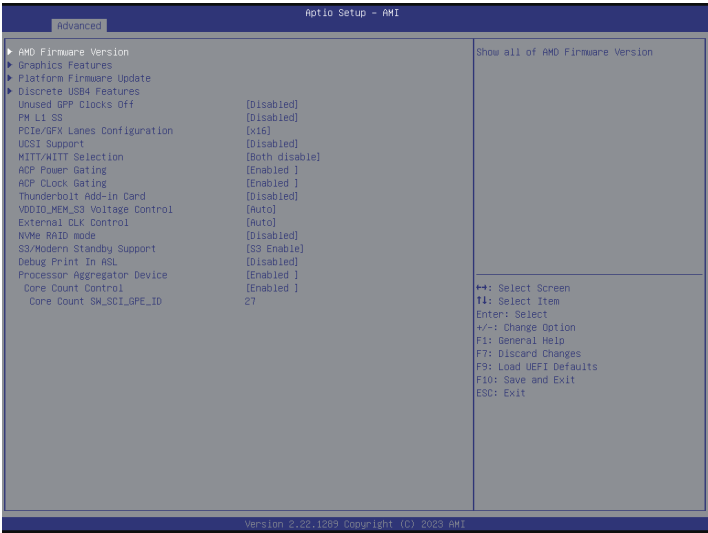 Aptio Setup – AMI
Advanced
AMD Firmware Version
Graphics Features
Platform Firmware Update
Discrete USB4 Features
Unused GPP Clocks Off [Disabled]
PM L1 SS [Disabled]
PCIe/GFX Lanes Configuration [x16]
UCSI Support [Disabled]
MITT/WITT Selection [Both disable]
ACP Power Gating [Enabled ]
ACP CLock Gating [Enabled ]
Thunderbolt Add-in Card [Disabled]
VDDIO_MEM_S3 Voltage Control [Auto]
External CLK Control [Auto]
NVMe RAID mode [Disabled]
S3/Modern Standby Support [S3 Enable]
Debug Print In ASL [Disabled]
Processor Aggregator Device [Enabled ]
Core Count Control [Enabled ]
Core Count SW_SCI_GPE_ID 27
Show all of AMD Firmware Version
↔: Select Screen
↑↓: Select Item
Enter: Select
+/-: Change Option
F1: General Help
F7: Discard Changes
F9: Load UEFI Defaults
F10: Save and Exit
ESC: Exit
Version 2.22.1289 Copyright (C) 2023 AMI